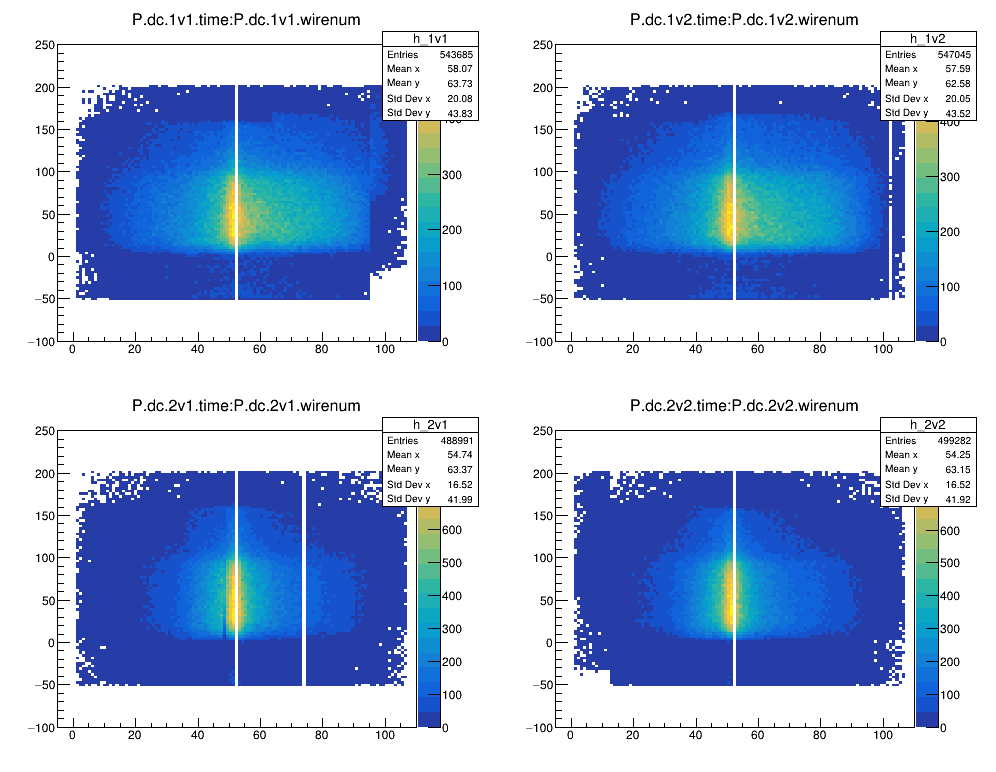 P.dc.1v1.time:P.dc.1v1.wirenum
h_1v1
Entries 543685
Mean x 58.07
Mean y 63.73
Std Dev x 20.08
Std Dev y 43.83
250
200
150
100
50
0
−50
−100
0 20 40 60 80 100
400
300
200
100
0
P.dc.1v2.time:P.dc.1v2.wirenum
h_1v2
Entries 547045
Mean x 57.59
Mean y 62.58
Std Dev x 20.05
Std Dev y 43.52
250
200
150
100
50
0
−50
−100
0 20 40 60 80 100
400
300
200
100
0
P.dc.2v1.time:P.dc.2v1.wirenum
h_2v1
Entries 488991
Mean x 54.74
Mean y 63.37
Std Dev x 16.52
Std Dev y 41.99
250
200
150
100
50
0
−50
−100
0 20 40 60 80 100
600
500
400
300
200
100
0
P.dc.2v2.time:P.dc.2v2.wirenum
h_2v2
Entries 499282
Mean x 54.25
Mean y 63.15
Std Dev x 16.52
Std Dev y 41.92
250
200
150
100
50
0
−50
−100
0 20 40 60 80 100
600
500
400
300
200
100
0